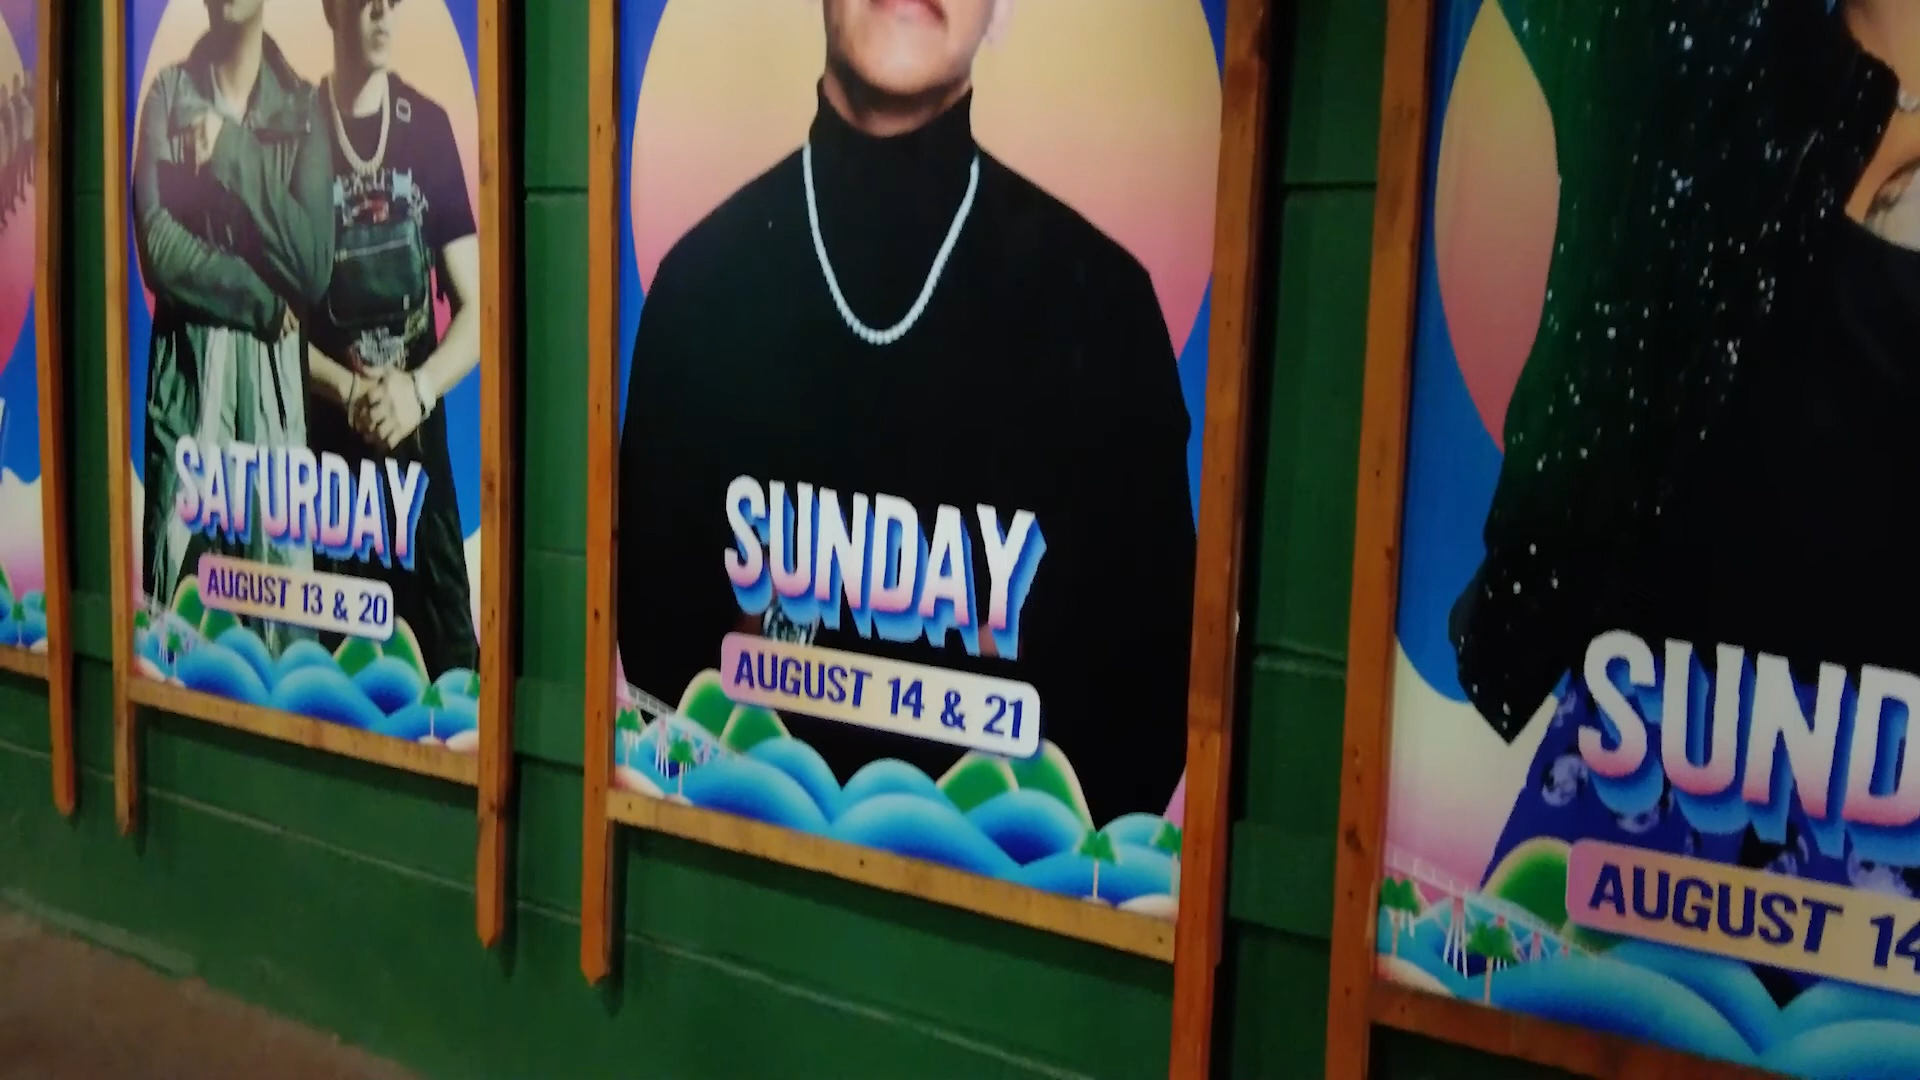 SATURDAY
AUGUST 13 & 20
SUNDAY
AUGUST 14 & 21
SUND
AUGUST 14